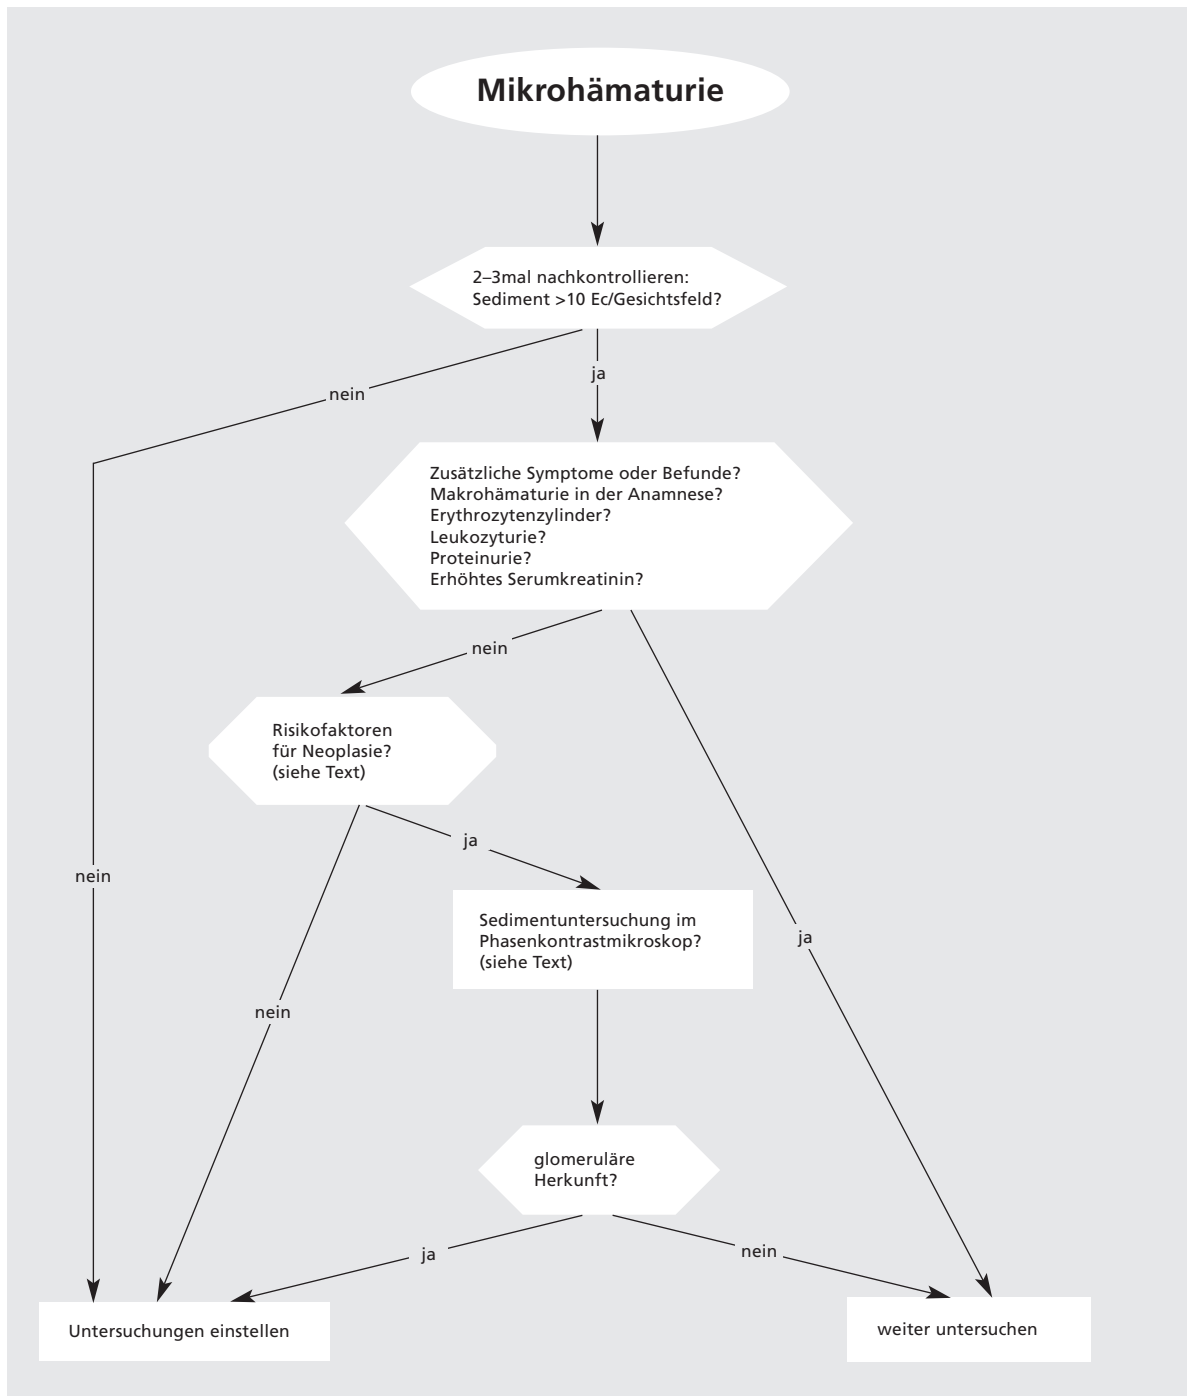 Mikrohämaturie
2–3mal nachkontrollieren:
Sediment >10 Ec/Gesichtsfeld?
ja
nein
Zusätzliche Symptome oder Befunde?
Makrohämaturie in der Anamnese?
Erythrozytenzylinder?
Leukozyturie?
Proteinurie?
Erhöhtes Serumkreatinin?
nein
Risikofaktoren
für Neoplasie?
(siehe Text)
ja
nein
Sedimentuntersuchung im
Phasenkontrastmikroskop?
(siehe Text)
ja
nein
glomeruläre
Herkunft?
ja
nein
Untersuchungen einstellen
weiter untersuchen